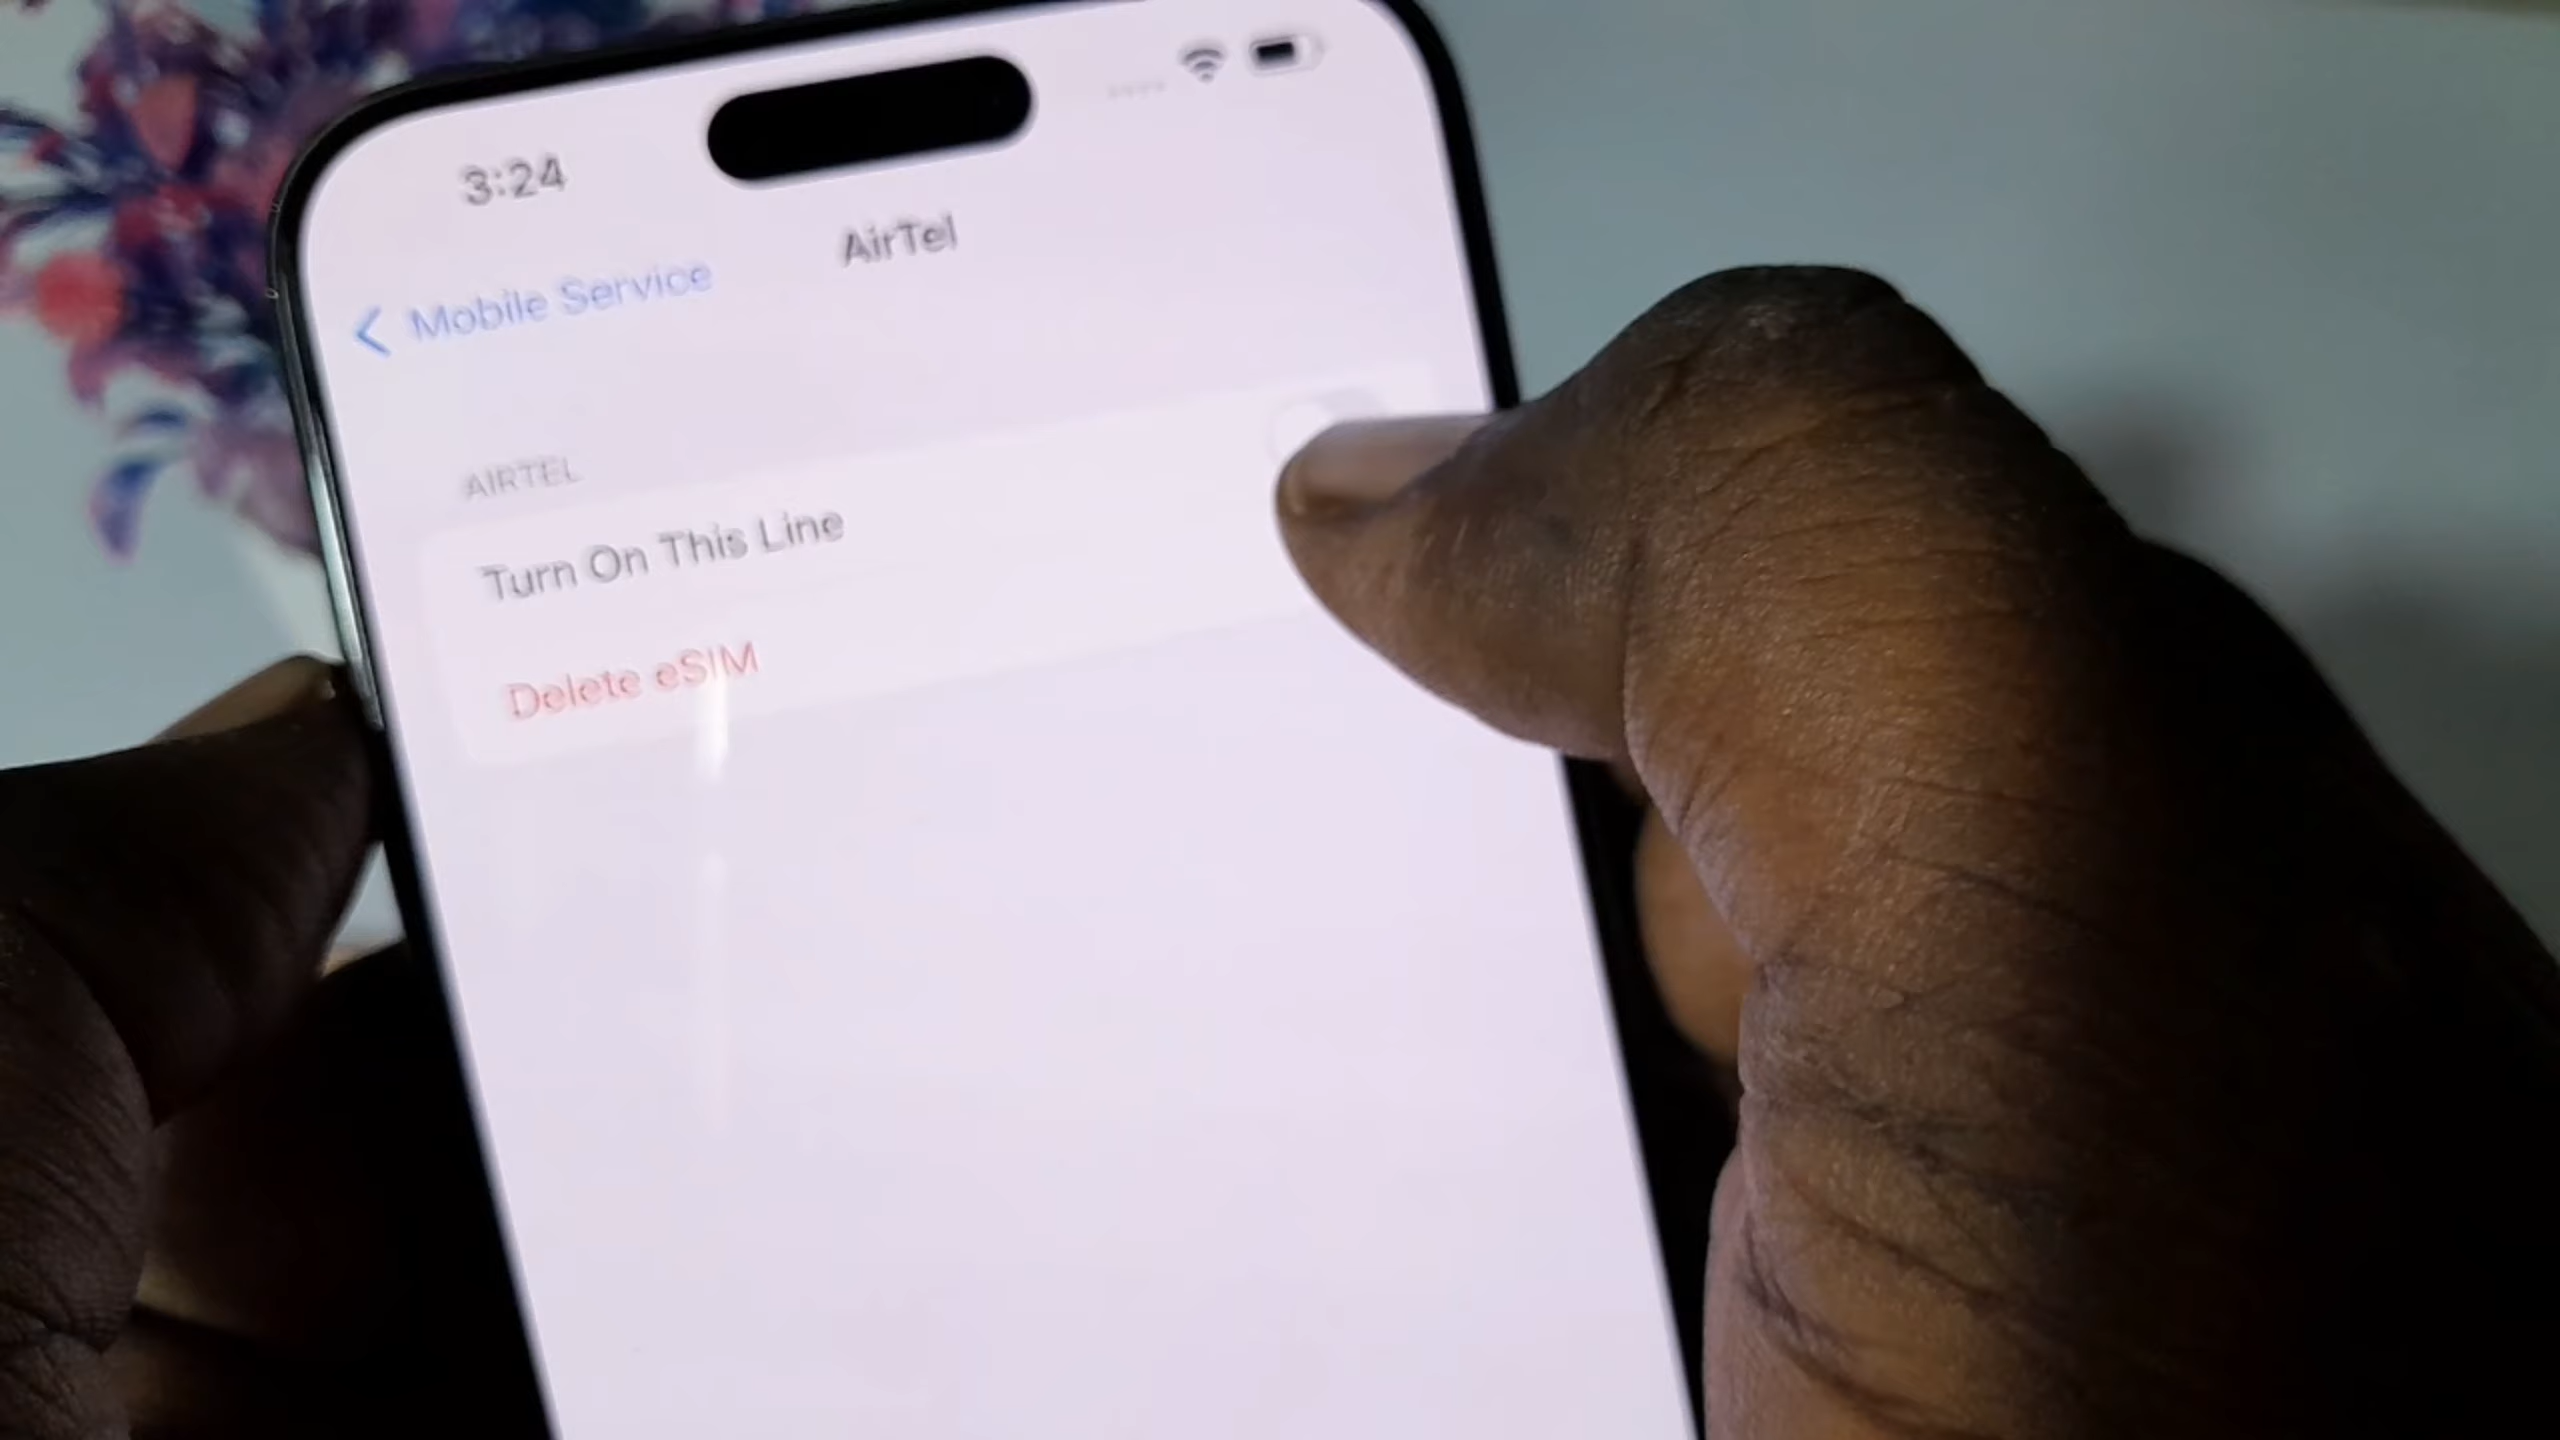 3:24
AirTel
Mobile Service
AIRTEL
Turn On This Line
Delete eSIM